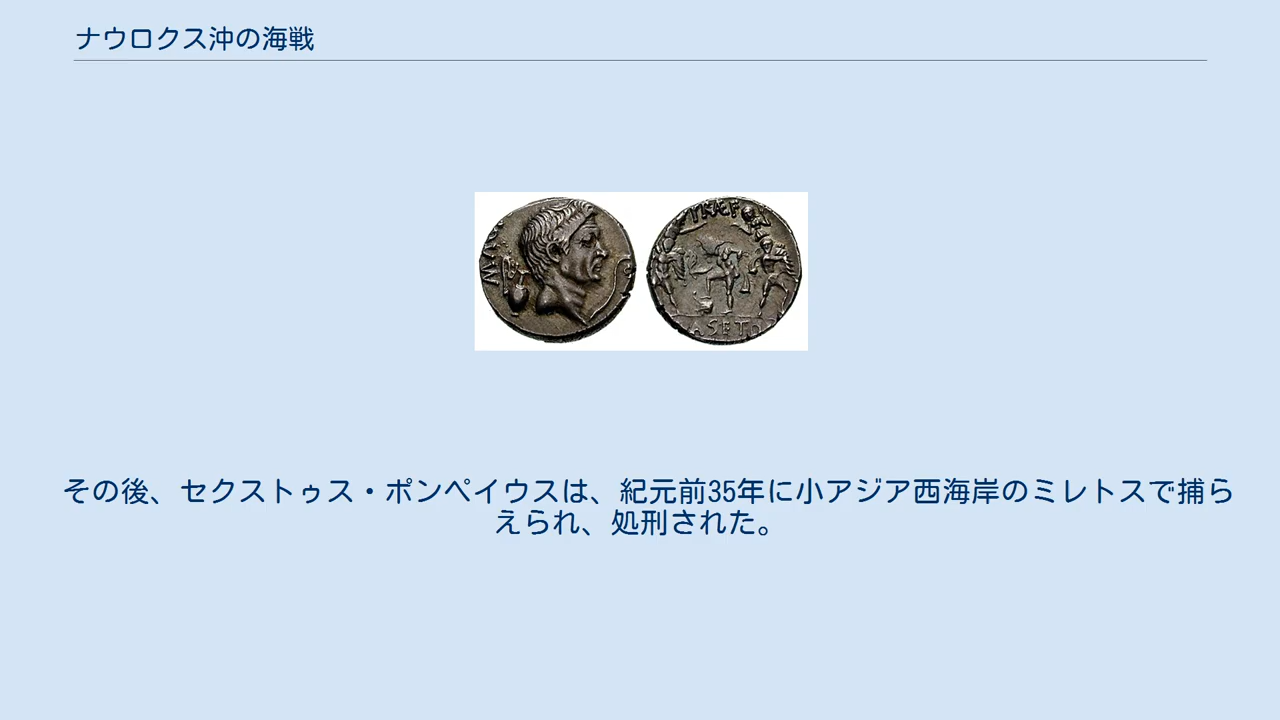 ナウロクス沖の海戦
PRÆF
その後、セクストゥス・ポンペイウスは、紀元前35年に小アジア西海岸のミレトスで捕ら
えられ、処刑された。